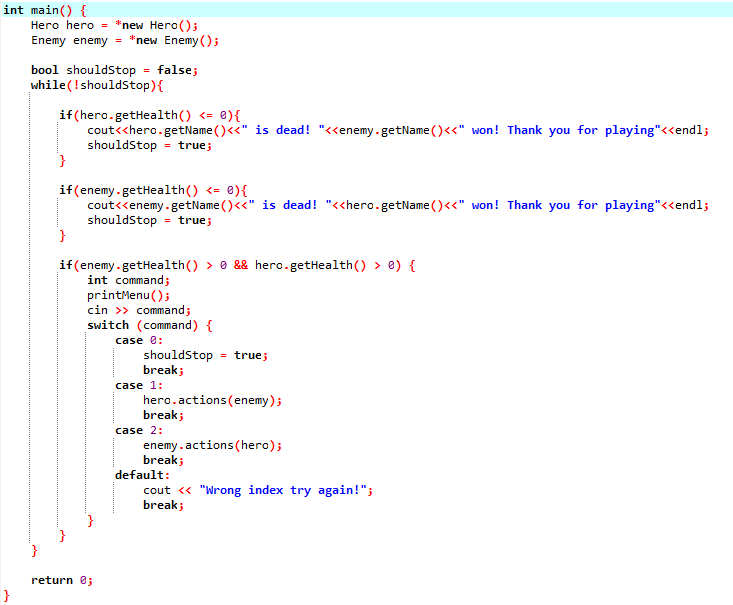 int main() {
    Hero hero = *new Hero();
    Enemy enemy = *new Enemy();

    bool shouldStop = false;
    while(!shouldStop){

        if(hero.getHealth() <= 0){
            cout<<hero.getName()<<" is dead! "<<enemy.getName()<<" won! Thank you for playing"<<endl;
            shouldStop = true;
        }

        if(enemy.getHealth() <= 0){
            cout<<enemy.getName()<<" is dead! "<<hero.getName()<<" won! Thank you for playing"<<endl;
            shouldStop = true;
        }

        if(enemy.getHealth() > 0 && hero.getHealth() > 0) {
            int command;
            printMenu();
            cin >> command;
            switch (command) {
                case 0:
                    shouldStop = true;
                    break;
                case 1:
                    hero.actions(enemy);
                    break;
                case 2:
                    enemy.actions(hero);
                    break;
                default:
                    cout << "Wrong index try again!";
                    break;
            }
        }
    }

    return 0;
}